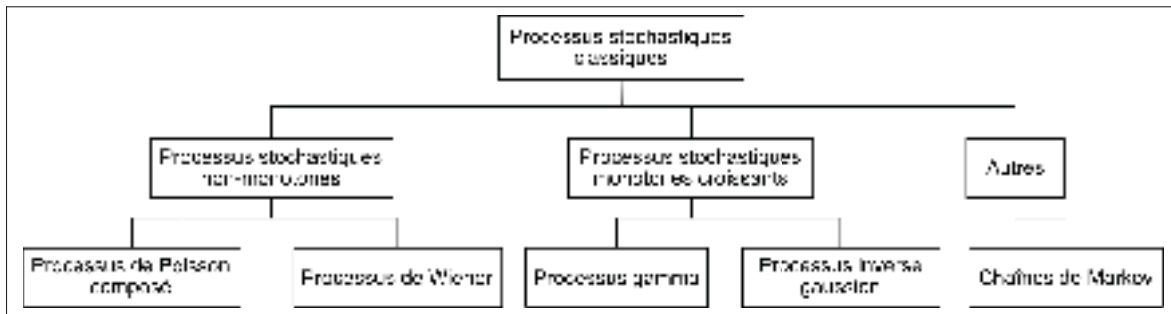 Processus stochastiques
classiques
Processus stochastiques
non-monotones
Processus stochastiques
monotones croissants
Autres
Processus de Poisson
composé
Processus de Wiener
Processus gamma
Processus inverse
gaussien
Chaînes de Markov